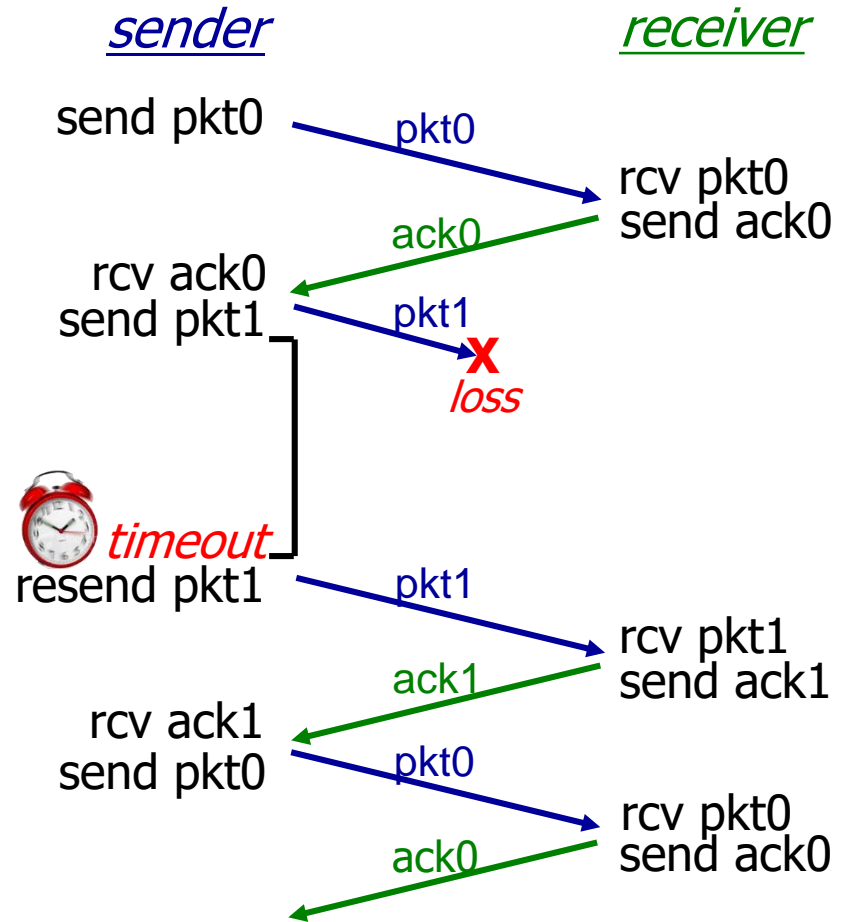 sender
receiver
send pkt0
pkt0
rcv pkt0
send ack0
ack0
rcv ack0
send pkt1
pkt1
X
loss
timeout
resend pkt1
pkt1
rcv pkt1
send ack1
ack1
rcv ack1
send pkt0
pkt0
rcv pkt0
send ack0
ack0